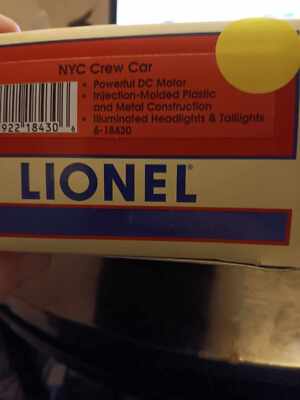 NYC Crew Car
• Powerful DC Motor
• Injection-Molded Plastic
and Metal Construction
• Illuminated Headlights & Taillights
6-18430
922 18430 6
LIONEL®